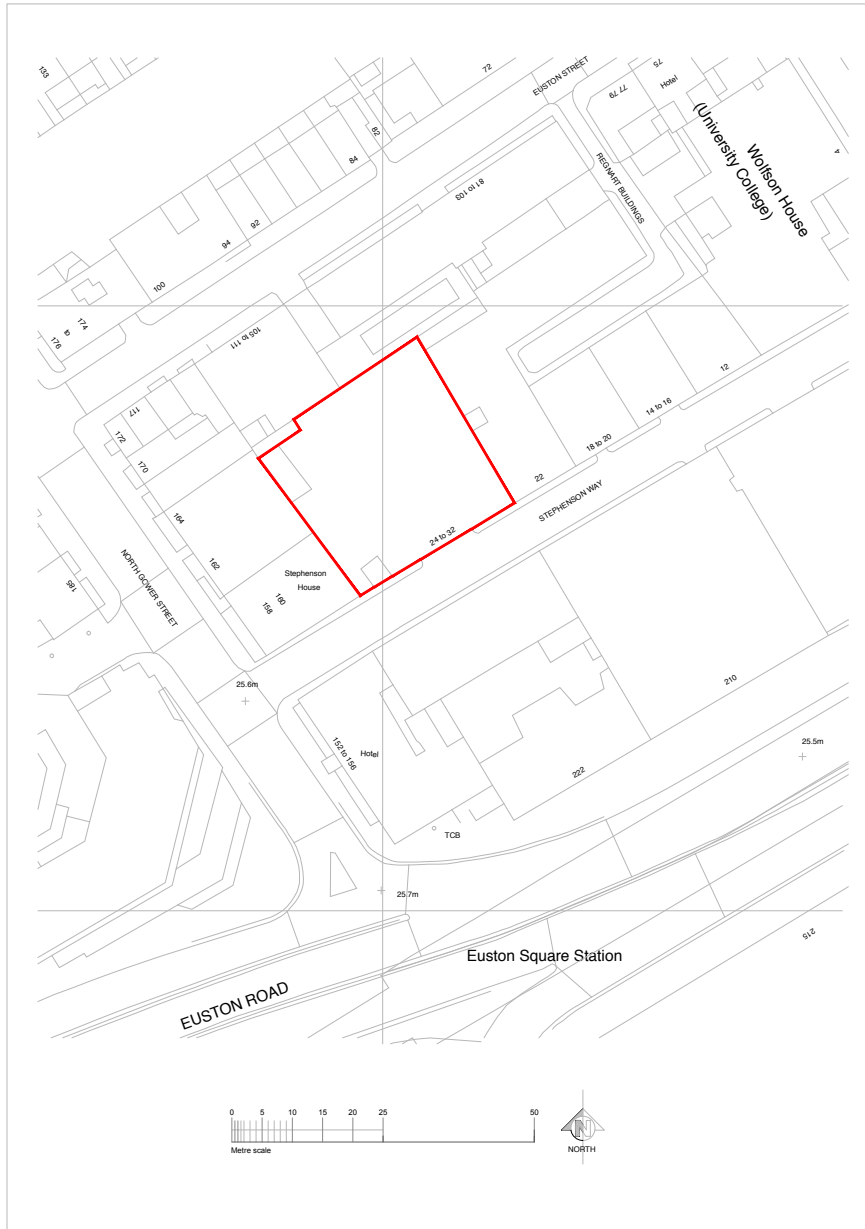 133
72
EUSTON STREET
75
77 79
Hotel
Wolfson House
(University College)
4
82
84
REGNART BUILDINGS
81 to 103
92
94
100
174
to
176
105 to 111
117
172
170
164
162
185
NORTH GOWER STREET
Stephenson
House
160
158
24 to 32
22
18 to 20
14 to 16
12
STEPHENSON WAY
25.6m
210
25.5m
152 to 156
Hotel
222
TCB
25.7m
215
Euston Square Station
EUSTON ROAD
0 5 10 15 20 25 50
Metre scale
N
NORTH